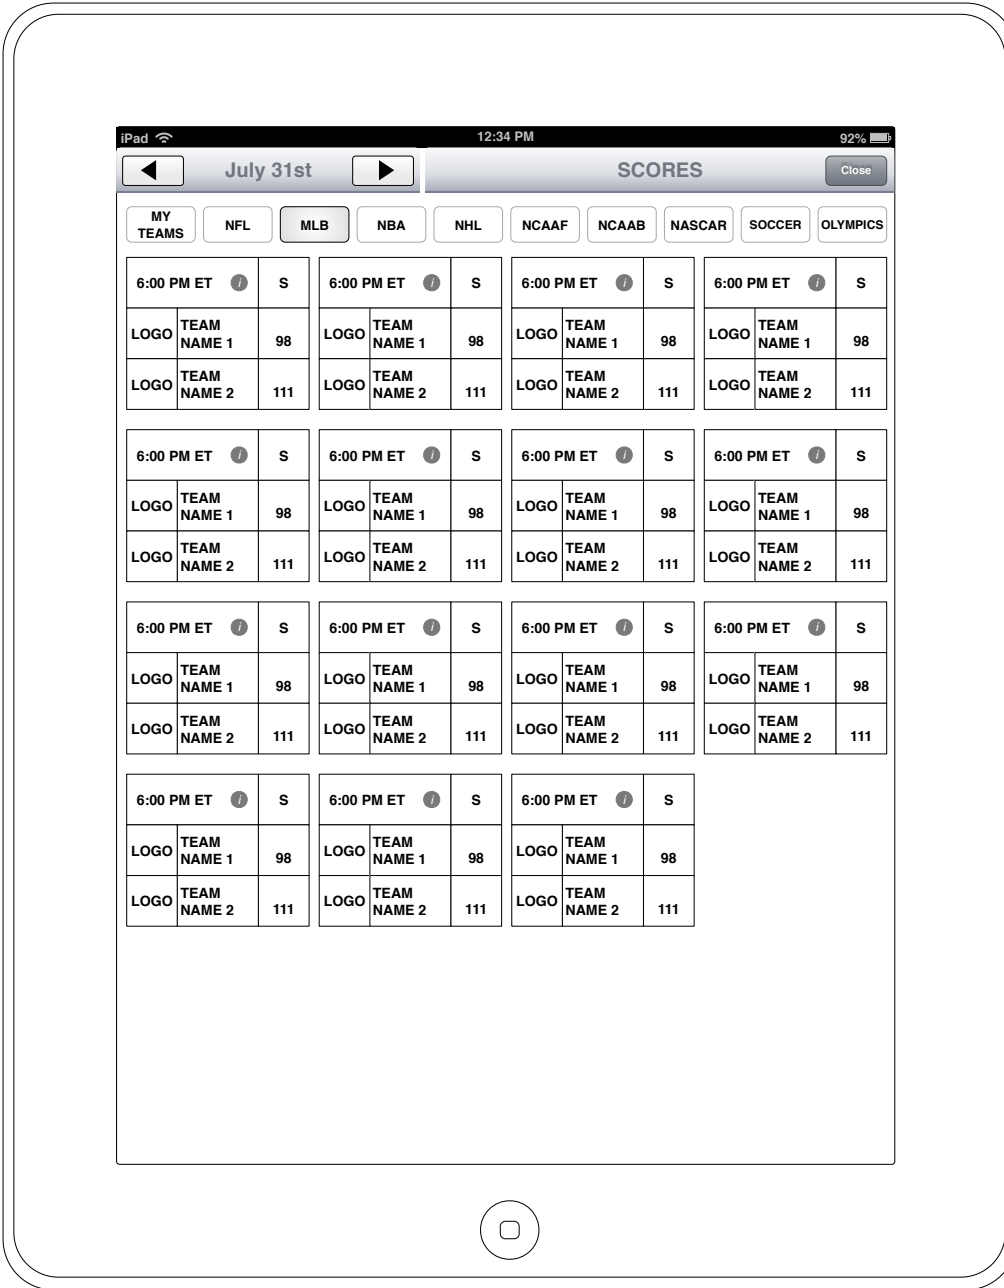 iPad 12:34 PM 92%
July 31st SCORES Close
MY TEAMS NFL MLB NBA NHL NCAAF NCAAB NASCAR SOCCER OLYMPICS
6:00 PM ET i S 6:00 PM ET i S 6:00 PM ET i S 6:00 PM ET i S
LOGO TEAM NAME 1 98 LOGO TEAM NAME 1 98 LOGO TEAM NAME 1 98 LOGO TEAM NAME 1 98
LOGO TEAM NAME 2 111 LOGO TEAM NAME 2 111 LOGO TEAM NAME 2 111 LOGO TEAM NAME 2 111
6:00 PM ET i S 6:00 PM ET i S 6:00 PM ET i S 6:00 PM ET i S
LOGO TEAM NAME 1 98 LOGO TEAM NAME 1 98 LOGO TEAM NAME 1 98 LOGO TEAM NAME 1 98
LOGO TEAM NAME 2 111 LOGO TEAM NAME 2 111 LOGO TEAM NAME 2 111 LOGO TEAM NAME 2 111
6:00 PM ET i S 6:00 PM ET i S 6:00 PM ET i S 6:00 PM ET i S
LOGO TEAM NAME 1 98 LOGO TEAM NAME 1 98 LOGO TEAM NAME 1 98 LOGO TEAM NAME 1 98
LOGO TEAM NAME 2 111 LOGO TEAM NAME 2 111 LOGO TEAM NAME 2 111 LOGO TEAM NAME 2 111
6:00 PM ET i S 6:00 PM ET i S 6:00 PM ET i S
LOGO TEAM NAME 1 98 LOGO TEAM NAME 1 98 LOGO TEAM NAME 1 98
LOGO TEAM NAME 2 111 LOGO TEAM NAME 2 111 LOGO TEAM NAME 2 111